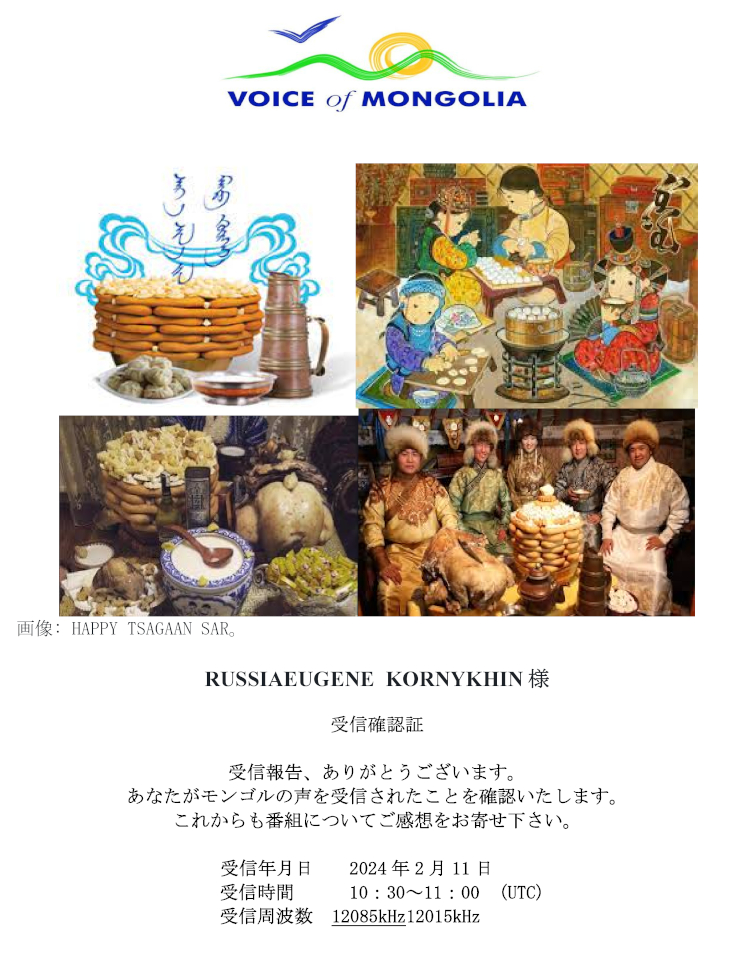 VOICE of MONGOLIA
画像: HAPPY TSAGAAN SAR。
RUSSIAEUGENE KORNYKHIN 様
受信確認証
受信報告、ありがとうございます。
あなたがモンゴルの声を受信されたことを確認いたします。
これからも番組についてご感想をお寄せ下さい。
受信年月日 2024 年 2 月 11 日
受信時間 10：30～11：00 (UTC)
受信周波数 12085kHz12015kHz